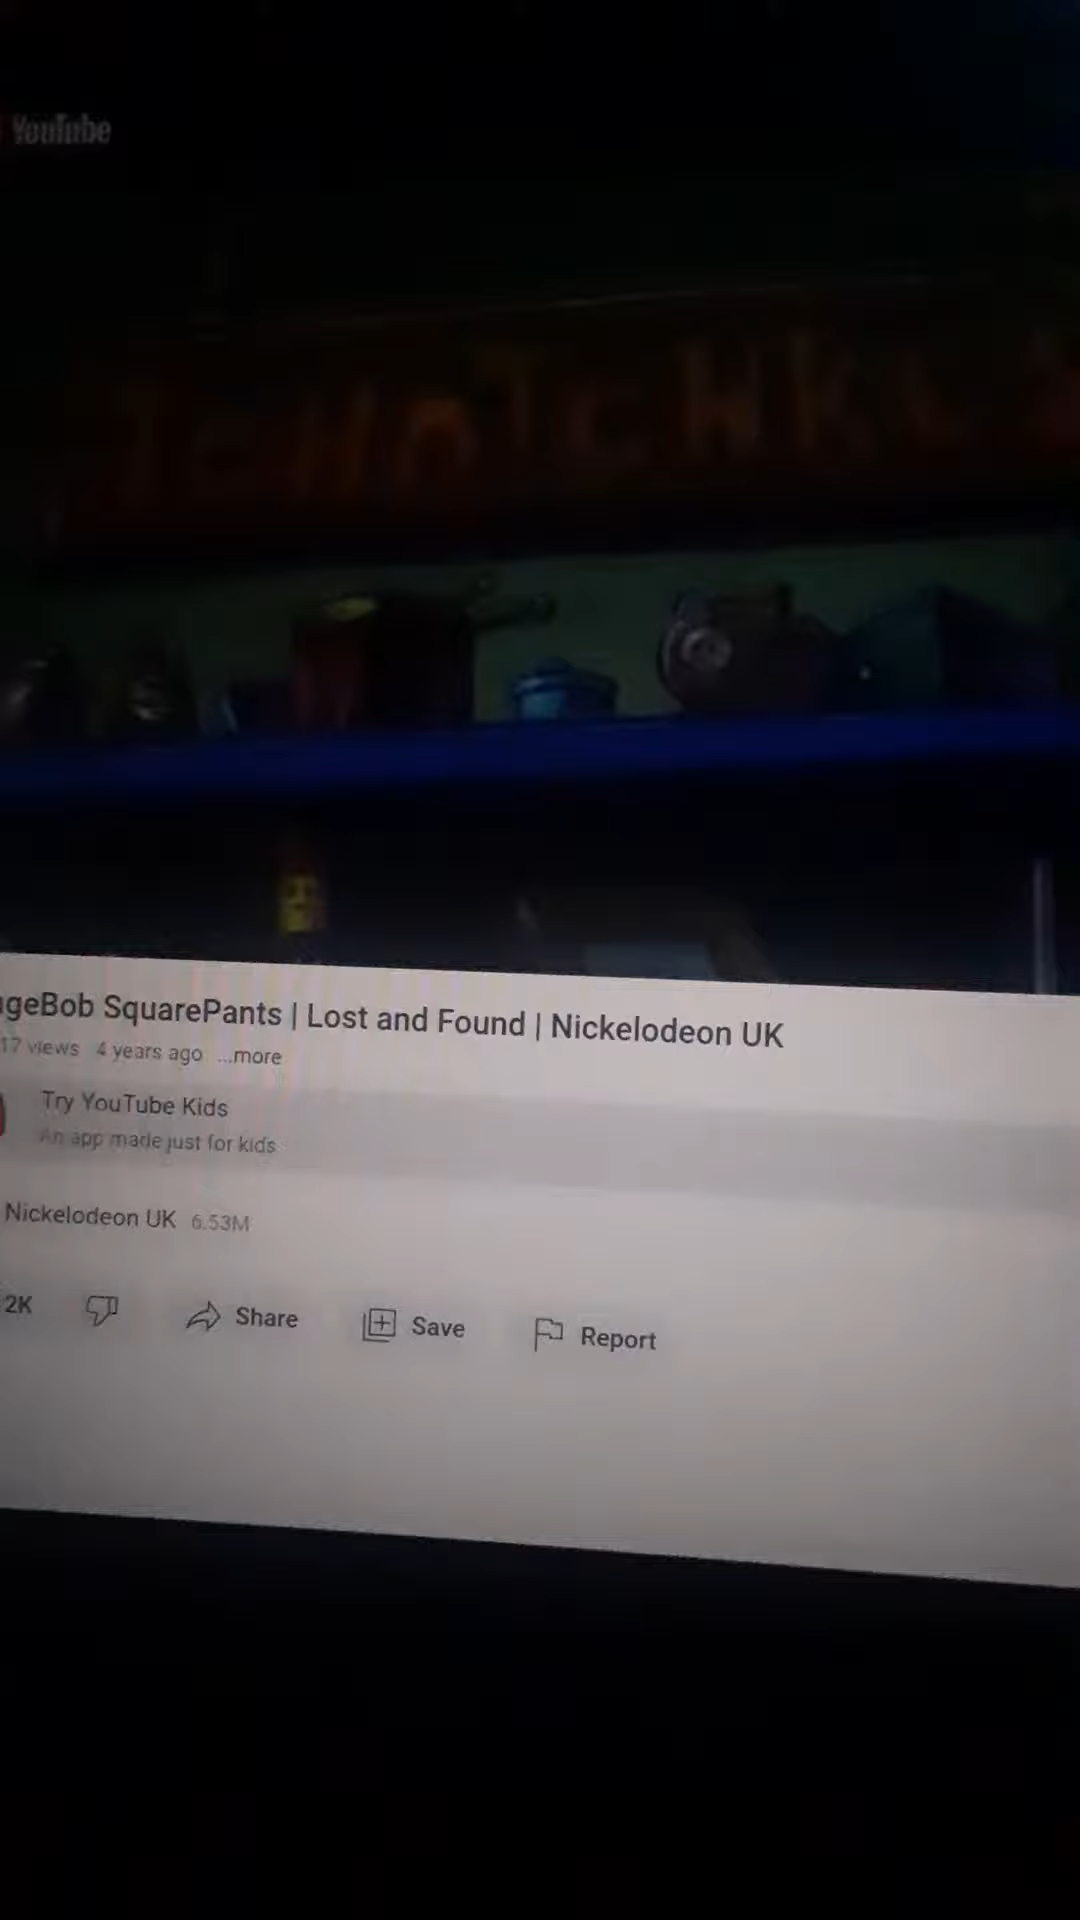 YouTube
geBob SquarePants | Lost and Found | Nickelodeon UK
17 views 4 years ago ...more
Try YouTube Kids
An app made just for kids
Nickelodeon UK 6.53M
2K Share Save Report